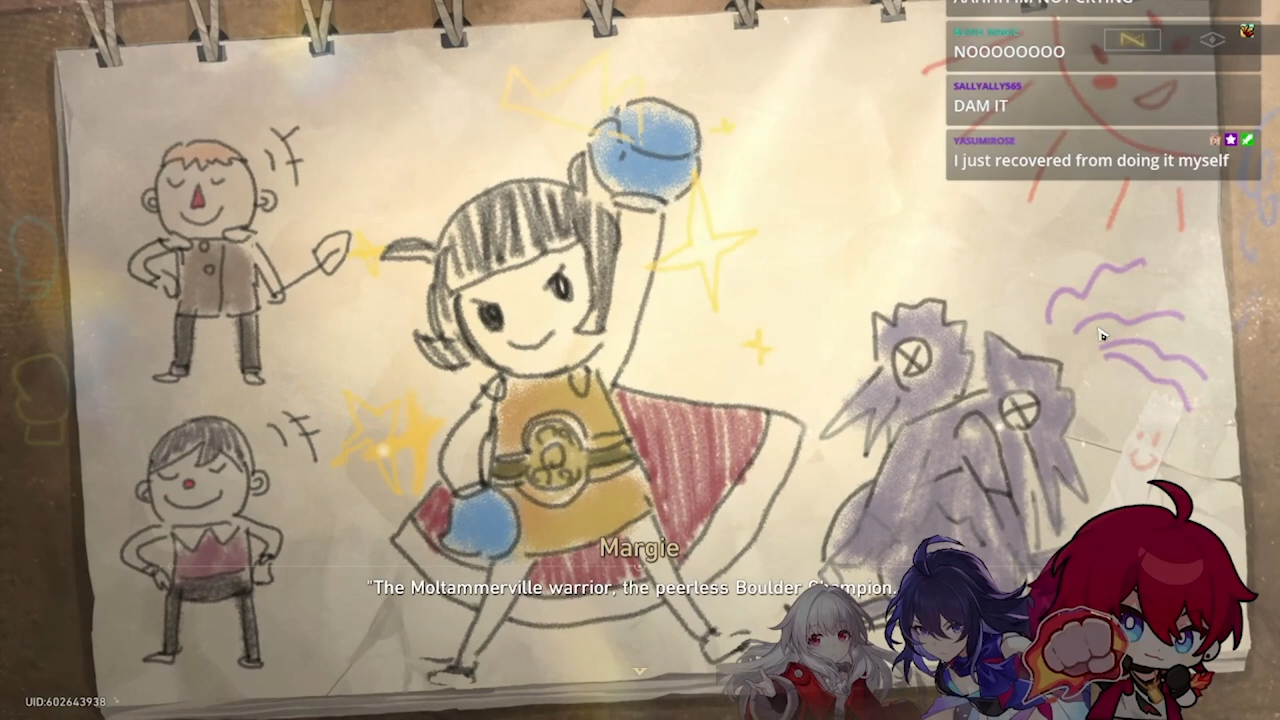 NOOOOOOOO
SALLYALLY565
DAM IT
YASUMIROSE
I just recovered from doing it myself
Margie
"The Moltammerville warrior, the peerless Boulder
UID:602643938